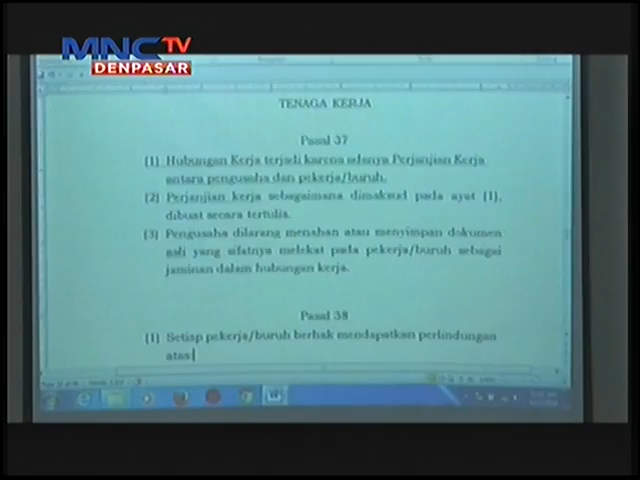 MNCTV
DENPASAR
TENAGA KERJA
Pasal 37
(1) Hubungan Kerja terjadi karena adanya Perjanjian Kerja
antara pengusaha dan pekerja/buruh.
(2) Perjanjian kerja sebagaimana dimaksud pada ayat (1),
dibuat secara tertulis.
(3) Pengusaha dilarang menahan atau menyimpan dokumen
asli yang sifatnya melekat pada pekerja/buruh sebagai
jaminan dalam hubungan kerja.
Pasal 38
(1) Setiap pekerja/buruh berhak mendapatkan perlindungan
atas